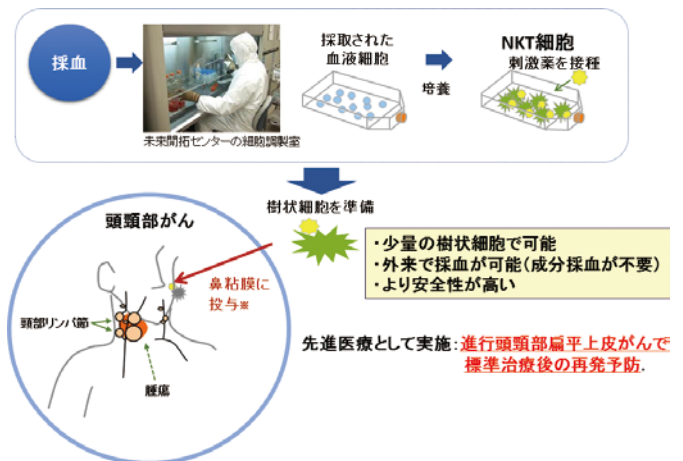 採血
採取された
血液細胞
培養
NKT細胞
刺激薬を接種
未来開拓センターの細胞調製室
樹状細胞を準備
頭頸部がん
鼻粘膜に
投与※
頸部リンパ節
腫瘍
・少量の樹状細胞で可能
・外来で採血が可能(成分採血が不要)
・より安全性が高い
先進医療として実施:進行頭頸部扁平上皮がんで
標準治療後の再発予防.